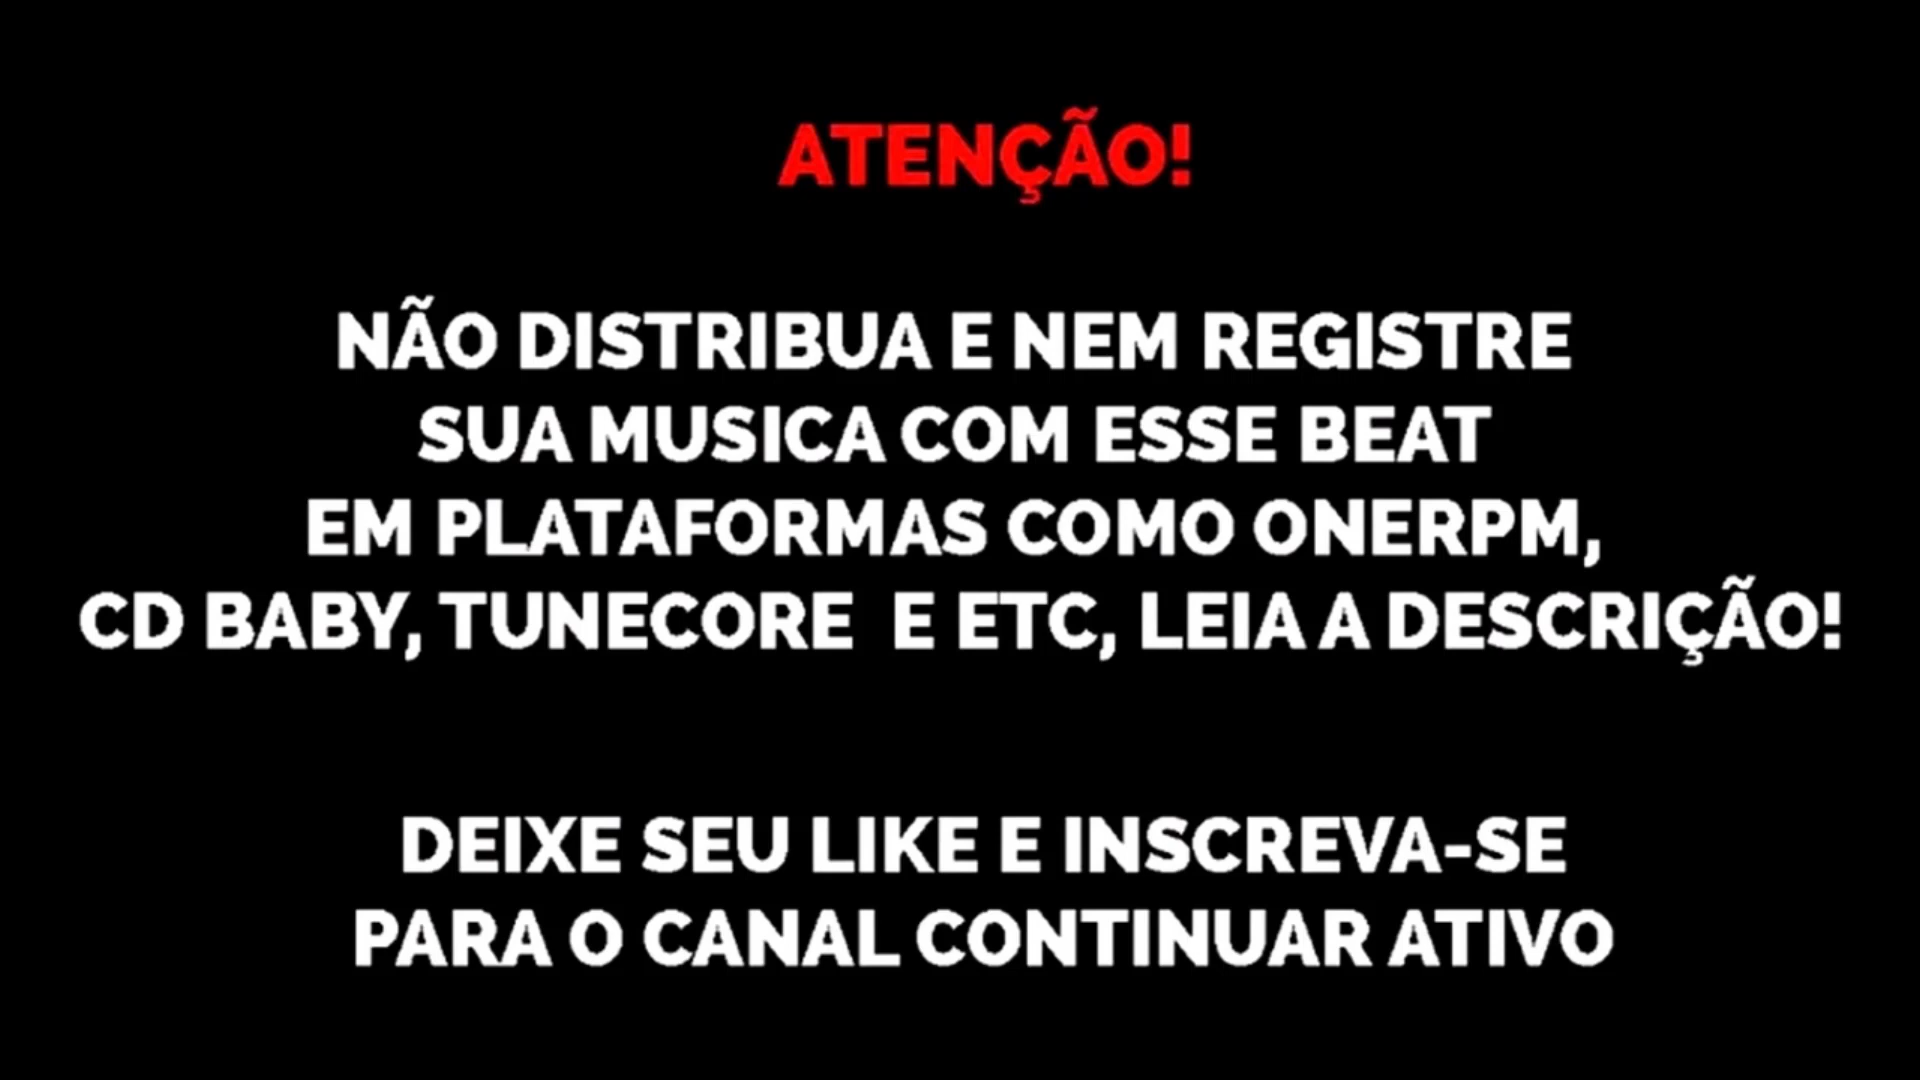 ATENÇÃO!
NÃO DISTRIBUA E NEM REGISTRE
SUA MUSICA COM ESSE BEAT
EM PLATAFORMAS COMO ONERPM,
CD BABY, TUNECORE E ETC, LEIA A DESCRIÇÃO!
DEIXE SEU LIKE E INSCREVA-SE
PARA O CANAL CONTINUAR ATIVO